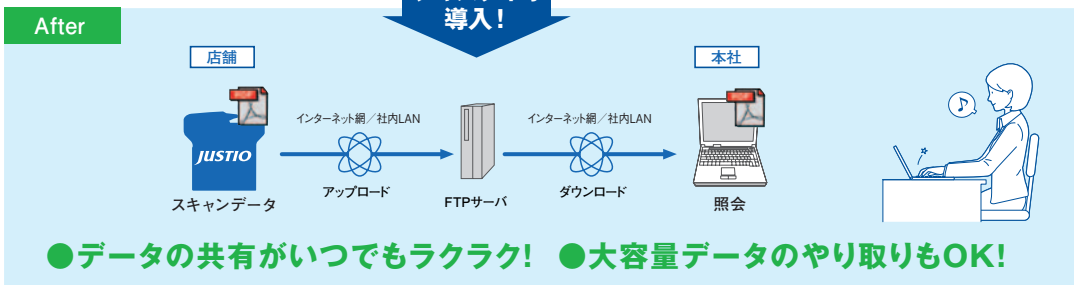 導入!
After
店舗
本社
PDF
PDF
インターネット網/社内LAN
インターネット網/社内LAN
JUSTIO
アップロード
ダウンロード
スキャンデータ
FTPサーバ
照会
●データの共有がいつでもラクラク! ●大容量データのやり取りもOK!